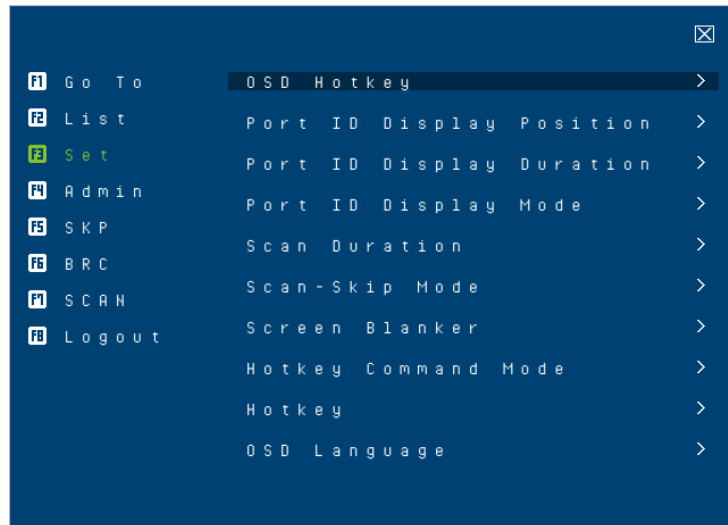 F1 Go To
F2 List
F3 Set
F4 Admin
F5 SKP
F6 BRC
F7 SCAN
F8 Logout
OSD Hotkey
Port ID Display Position
Port ID Display Duration
Port ID Display Mode
Scan Duration
Scan-Skip Mode
Screen Blanker
Hotkey Command Mode
Hotkey
OSD Language